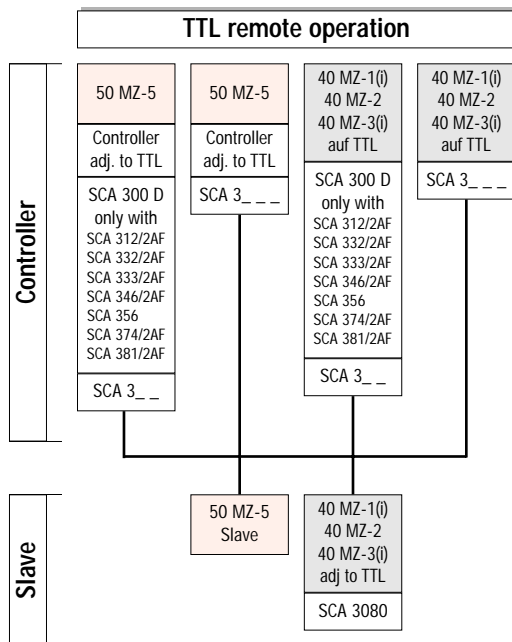 TTL remote operation
Controller
50 MZ-5
Controller
adj. to TTL
SCA 300 D
only with
SCA 312/2AF
SCA 332/2AF
SCA 333/2AF
SCA 346/2AF
SCA 356
SCA 374/2AF
SCA 381/2AF
SCA 3_ _
50 MZ-5
Controller
adj. to TTL
SCA 3_ _ _
40 MZ-1(i)
40 MZ-2
40 MZ-3(i)
auf TTL
SCA 300 D
only with
SCA 312/2AF
SCA 332/2AF
SCA 333/2AF
SCA 346/2AF
SCA 356
SCA 374/2AF
SCA 381/2AF
SCA 3_ _
40 MZ-1(i)
40 MZ-2
40 MZ-3(i)
auf TTL
SCA 3_ _ _
Slave
50 MZ-5
Slave
40 MZ-1(i)
40 MZ-2
40 MZ-3(i)
adj to TTL
SCA 3080